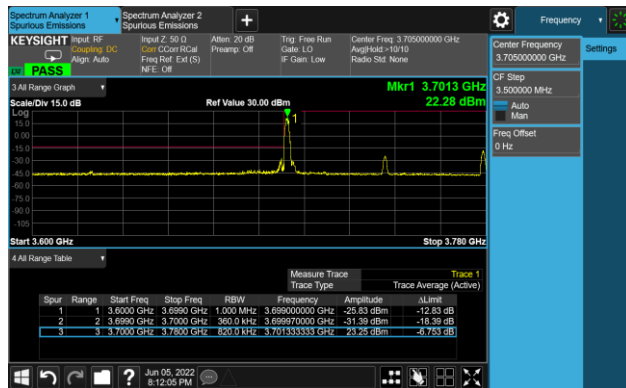 Spectrum Analyzer 1
Spurious Emissions
Spectrum Analyzer 2
Spurious Emissions
+
Frequency
KEYSIGHT
Input: RF
Coupling: DC
Align: Auto
Input Z: 50 Ω
Corr CCorr RCal
Freq Ref: Ext (S)
NFE: Off
Atten: 20 dB
Preamp: Off
Trig: Free Run
Gate: LO
IF Gain: Low
Center Freq: 3.705000000 GHz
Avg|Hold:>10/10
Radio Std: None
PASS
Center Frequency
3.705000000 GHz
Settings
CF Step
3.500000 MHz
Auto
Man
Freq Offset
0 Hz
3 All Range Graph
Mkr1 3.7013 GHz
Scale/Div 15.0 dB
Ref Value 30.00 dBm
22.28 dBm
Log
15.0
0.00
-15.0
-30.0
-45.0
-60.0
-75.0
-90.0
-105
1
Start 3.600 GHz
Stop 3.780 GHz
4 All Range Table
Measure Trace Trace 1
Trace Type Trace Average (Active)
Spur Range Start Freq Stop Freq RBW Frequency Amplitude ΔLimit
1 1 3.6000 GHz 3.6990 GHz 1.000 MHz 3.699000000 GHz -25.83 dBm -12.83 dB
2 2 3.6990 GHz 3.7000 GHz 360.0 kHz 3.699970000 GHz -31.39 dBm -18.39 dB
3 3 3.7000 GHz 3.7800 GHz 820.0 kHz 3.701333333 GHz 23.25 dBm -6.753 dB
?
Jun 05, 2022
8:12:05 PM